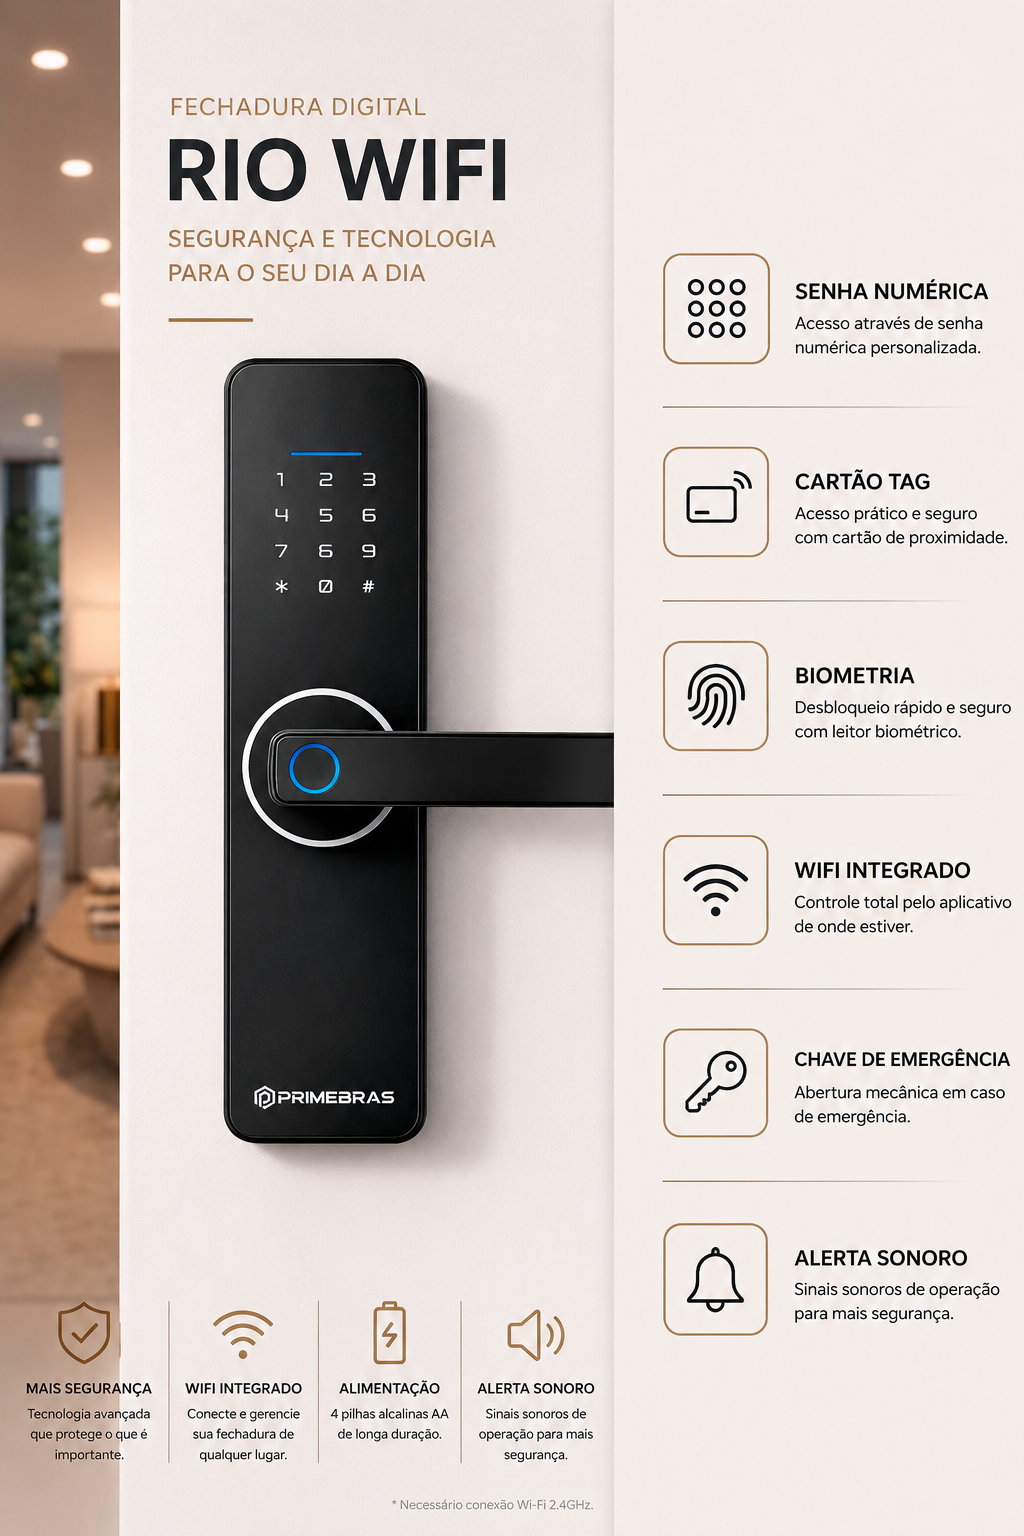 FECHADURA DIGITAL
RIO WIFI
SEGURANÇA E TECNOLOGIA
PARA O SEU DIA A DIA
1 2 3
4 5 6
7 8 9
* 0 #
PRIMEBRAS
SENHA NUMÉRICA
Acesso através de senha
numérica personalizada.
CARTÃO TAG
Acesso prático e seguro
com cartão de proximidade.
BIOMETRIA
Desbloqueio rápido e seguro
com leitor biométrico.
WIFI INTEGRADO
Controle total pelo aplicativo
de onde estiver.
CHAVE DE EMERGÊNCIA
Abertura mecânica em caso
de emergência.
ALERTA SONORO
Sinais sonoros de operação
para mais segurança.
MAIS SEGURANÇA
Tecnologia avançada
que protege o que é
importante.
WIFI INTEGRADO
Conecte e gerencie
sua fechadura de
qualquer lugar.
ALIMENTAÇÃO
4 pilhas alcalinas AA
de longa duração.
ALERTA SONORO
Sinais sonoros de
operação para mais
segurança.
* Necessário conexão Wi-Fi 2.4GHz.